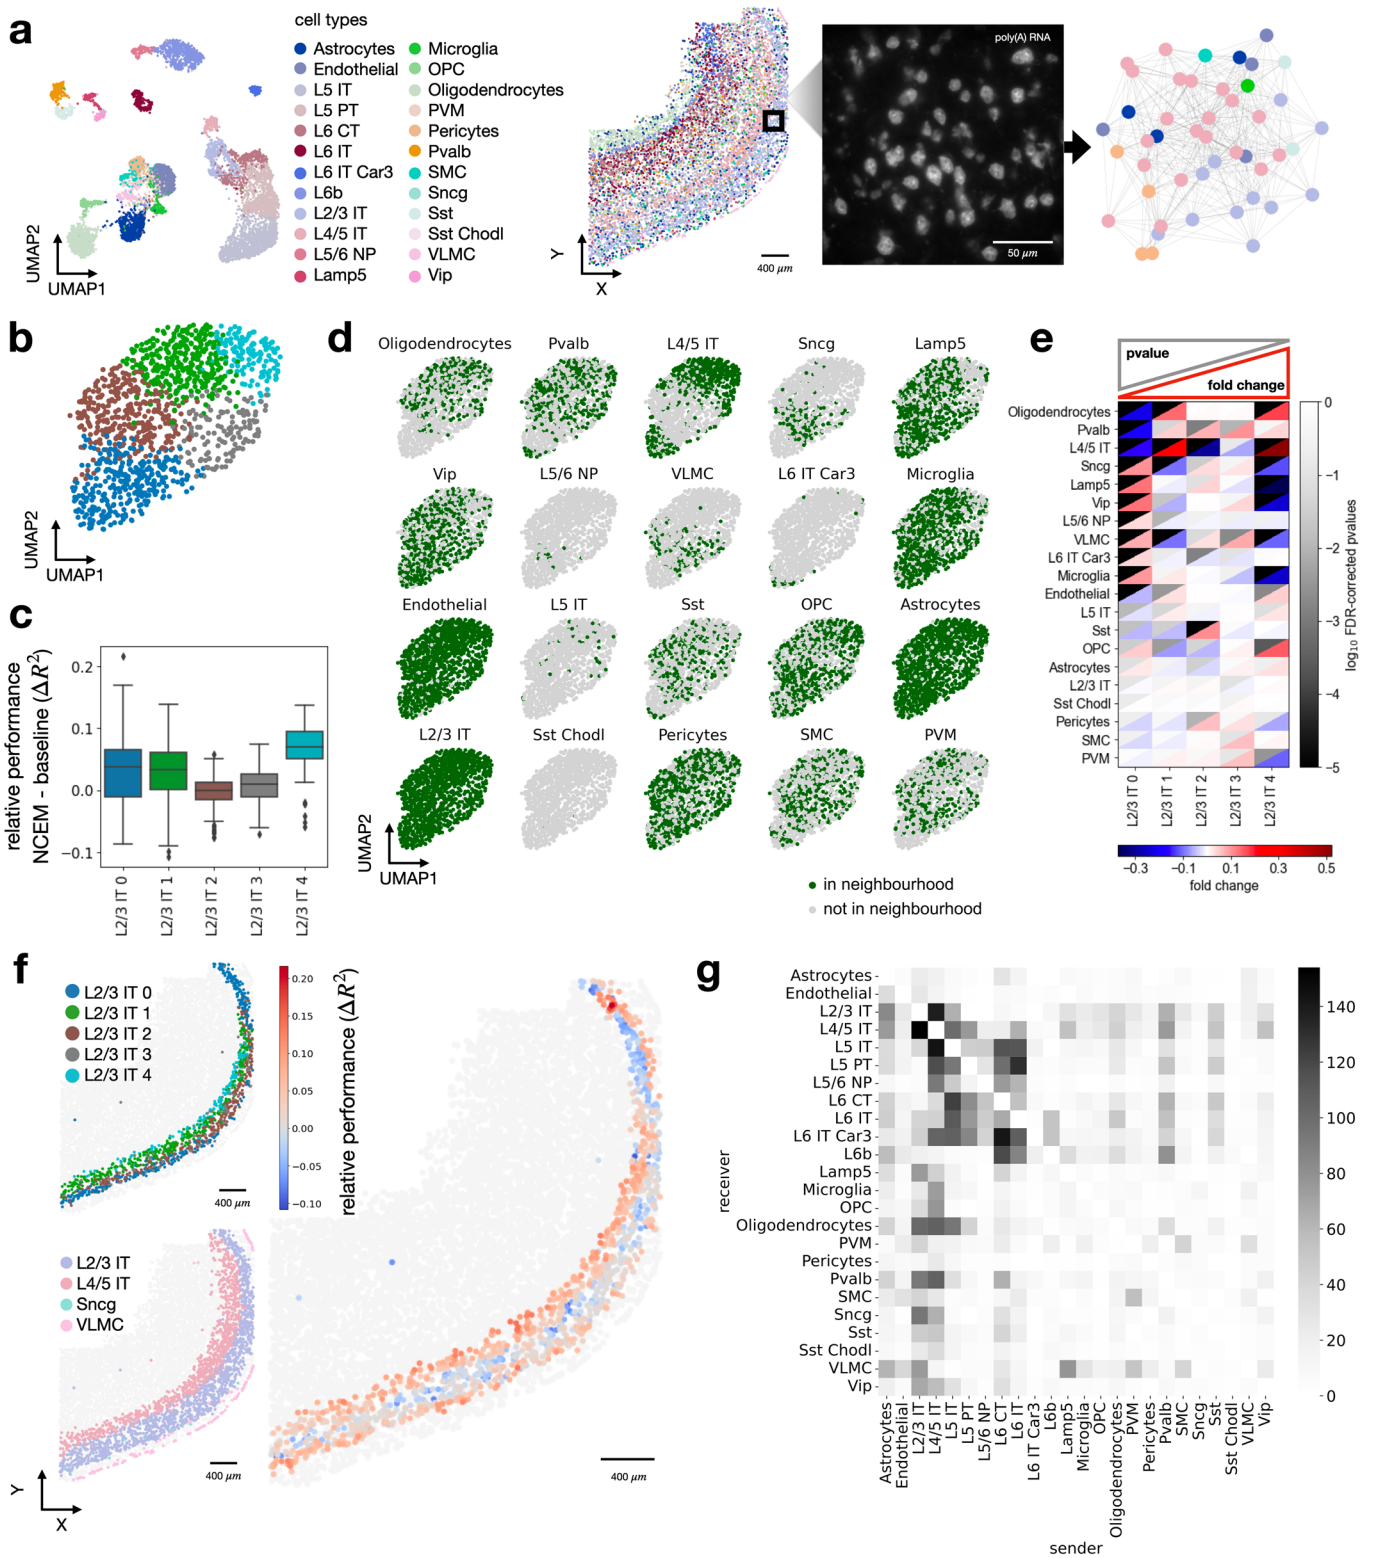 a
cell types
Astrocytes
Endothelial
L5 IT
L5 PT
L6 CT
L6 IT
L6 IT Car3
L6b
L2/3 IT
L4/5 IT
L5/6 NP
Lamp5
Microglia
OPC
Oligodendrocytes
PVM
Pericytes
Pvalb
SMC
Sncg
Sst
Sst Chodl
VLMC
Vip
UMAP2
UMAP1
Y
X
400 μm
poly(A) RNA
50 μm
b
UMAP2
UMAP1
c
relative performance
NCEM - baseline (ΔR²)
0.2
0.1
0.0
−0.1
L2/3 IT 0
L2/3 IT 1
L2/3 IT 2
L2/3 IT 3
L2/3 IT 4
d
Oligodendrocytes
Pvalb
L4/5 IT
Sncg
Lamp5
Vip
L5/6 NP
VLMC
L6 IT Car3
Microglia
Endothelial
L5 IT
Sst
OPC
Astrocytes
L2/3 IT
Sst Chodl
Pericytes
SMC
PVM
UMAP2
UMAP1
in neighbourhood
not in neighbourhood
e
pvalue
fold change
Oligodendrocytes
Pvalb
L4/5 IT
Sncg
Lamp5
Vip
L5/6 NP
VLMC
L6 IT Car3
Microglia
Endothelial
L5 IT
Sst
OPC
Astrocytes
L2/3 IT
Sst Chodl
Pericytes
SMC
PVM
L2/3 IT 0
L2/3 IT 1
L2/3 IT 2
L2/3 IT 3
L2/3 IT 4
0
−1
−2
−3
−4
−5
log₁₀ FDR-corrected pvalues
−0.3
−0.1
0.1
0.3
0.5
fold change
f
L2/3 IT 0
L2/3 IT 1
L2/3 IT 2
L2/3 IT 3
L2/3 IT 4
400 μm
0.20
0.15
0.10
0.05
0.00
−0.05
−0.10
relative performance (ΔR²)
L2/3 IT
L4/5 IT
Sncg
VLMC
400 μm
Y
X
400 μm
g
receiver
Astrocytes
Endothelial
L2/3 IT
L4/5 IT
L5 IT
L5 PT
L5/6 NP
L6 CT
L6 IT
L6 IT Car3
L6b
Lamp5
Microglia
OPC
Oligodendrocytes
PVM
Pericytes
Pvalb
SMC
Sncg
Sst
Sst Chodl
VLMC
Vip
Astrocytes
Endothelial
L2/3 IT
L4/5 IT
L5 IT
L5 PT
L5/6 NP
L6 CT
L6 IT
L6 IT Car3
L6b
Lamp5
Microglia
OPC
Oligodendrocytes
PVM
Pericytes
Pvalb
SMC
Sncg
Sst
Sst Chodl
VLMC
Vip
sender
140
120
100
80
60
40
20
0